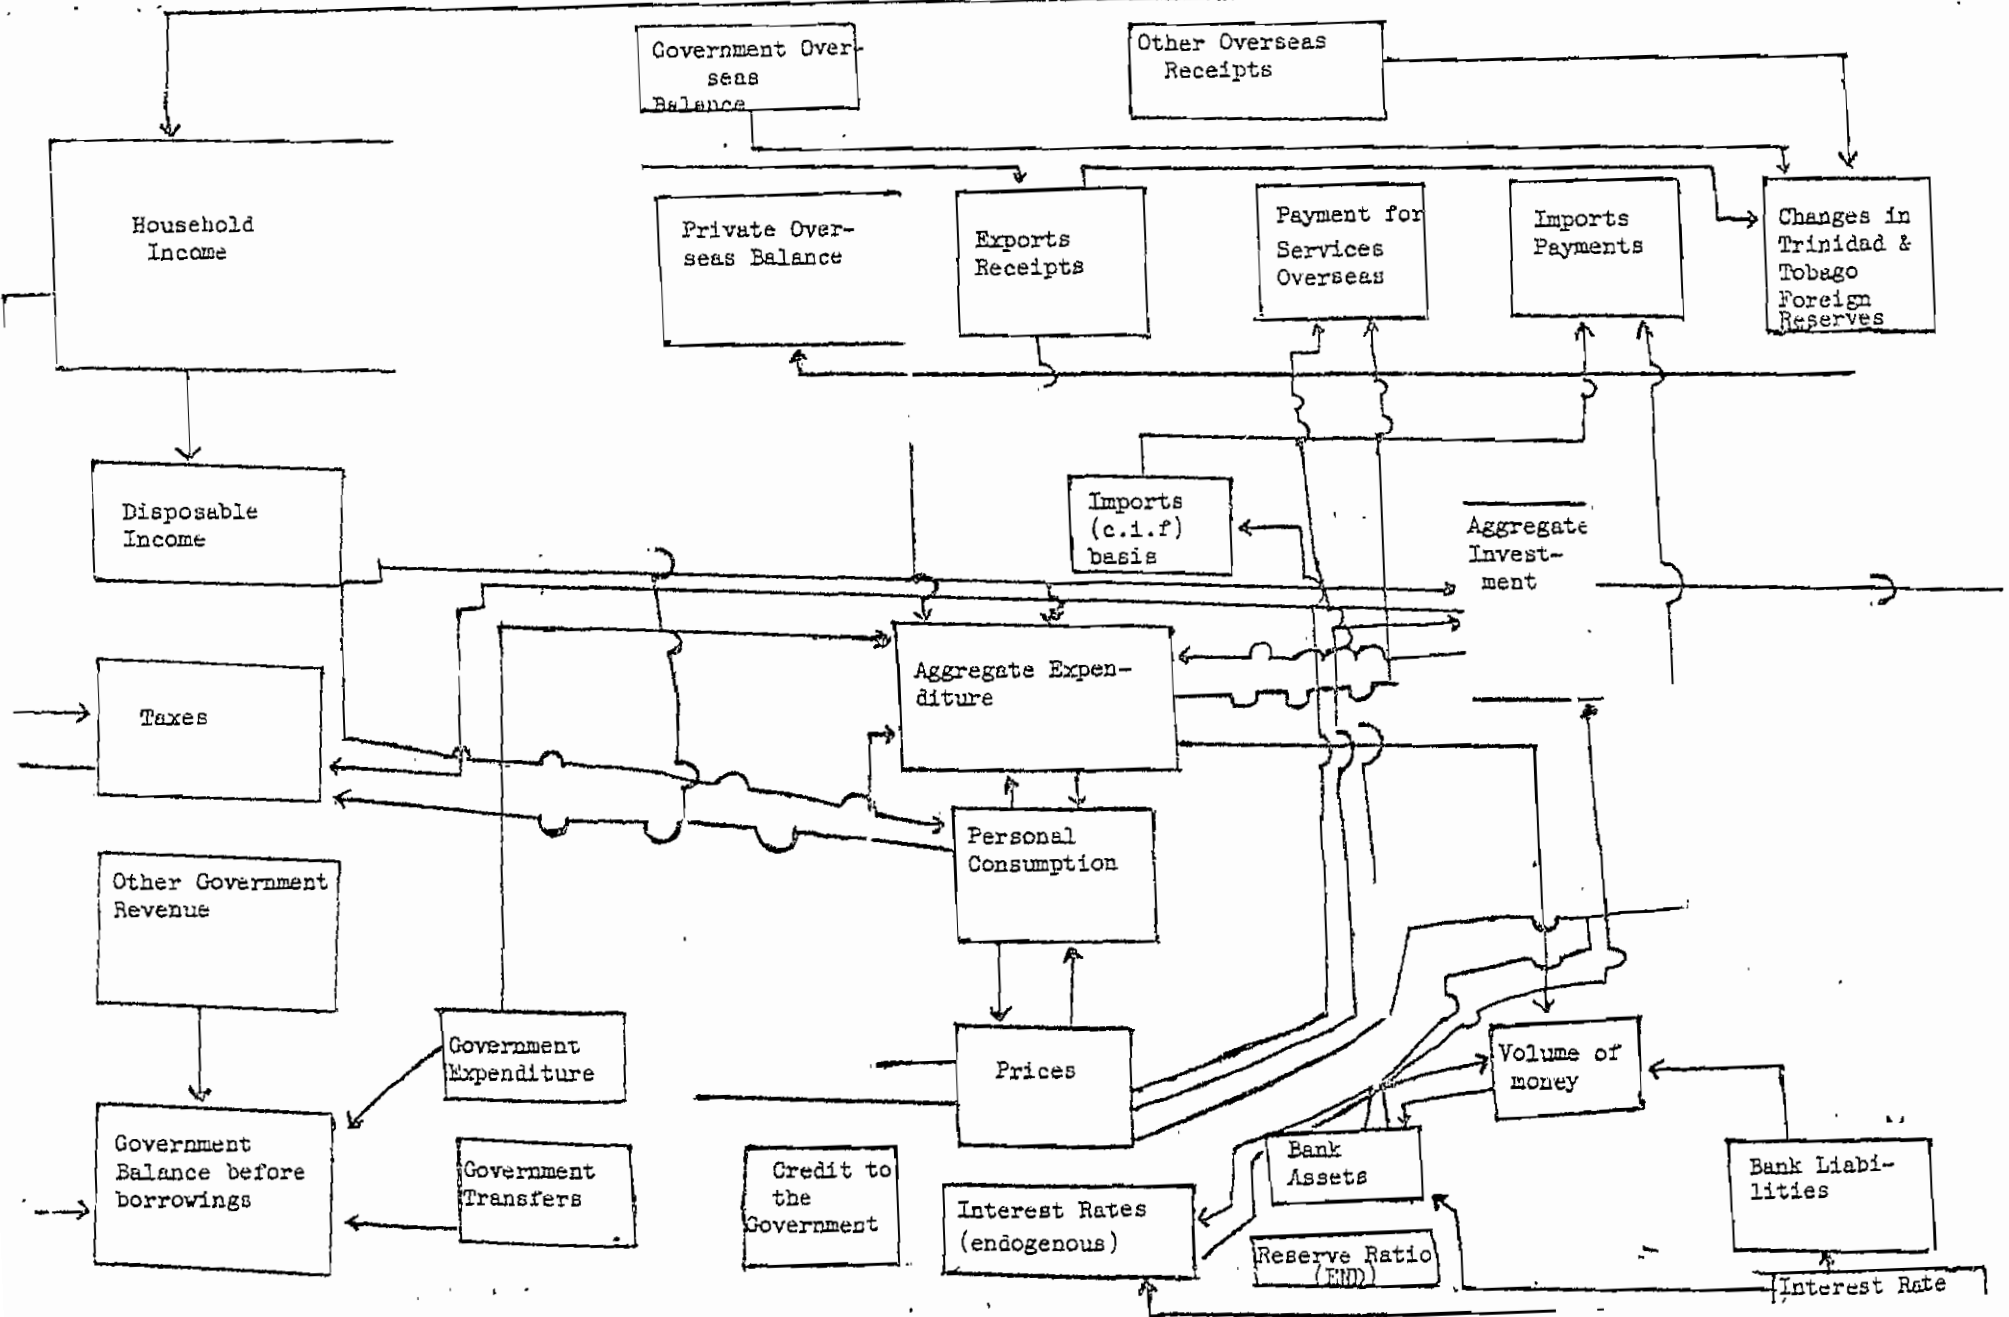 Government Over-
seas
Balance
Other Overseas
Receipts
Household
Income
Private Over-
seas Balance
Exports
Receipts
Payment for
Services
Overseas
Imports
Payments
Changes in
Trinidad &
Tobago
Foreign
Reserves
Disposable
Income
Imports
(c.i.f)
basis
Aggregate
Invest-
ment
Taxes
Aggregate Expen-
diture
Personal
Consumption
Other Government
Revenue
Government
Expenditure
Prices
Volume of
money
Government
Balance before
borrowings
Government
Transfers
Credit to
the
Government
Interest Rates
(endogenous)
Bank
Assets
Reserve Ratio
Bank Liabi-
lities
Interest Rate